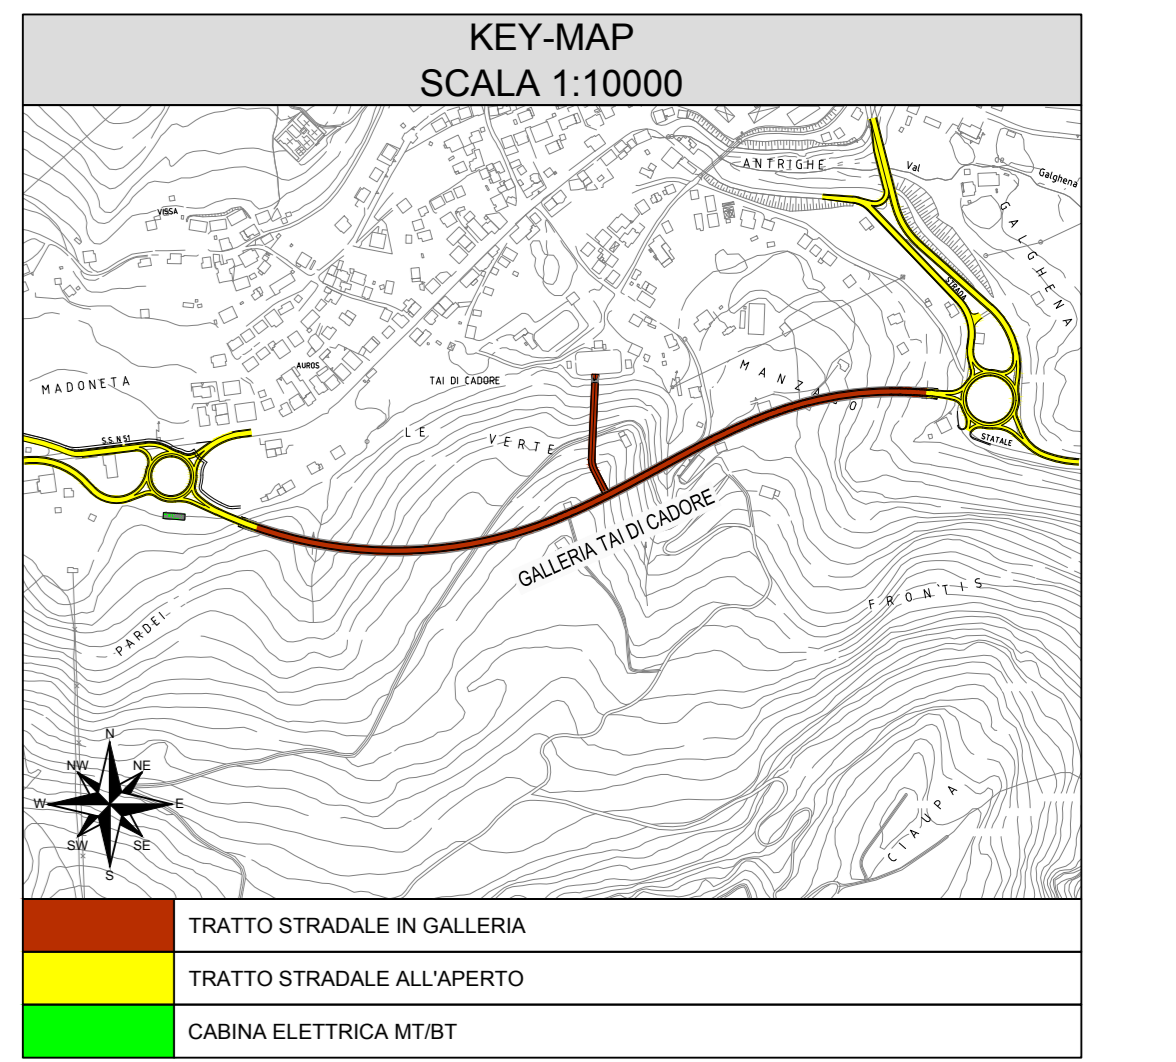 KEY-MAP
SCALA 1:10000
ANTRIGHE
Val
Galghena
GALGHENA
VISSA
STRADA
AUROS
MADONETA
TAI DI CADORE
MANZAGO
LE VERTE
S.S. N 51
STATALE
GALLERIA TAI DI CADORE
FRONTIS
PARDEI
CIAUPA
N
NW NE
W E
SW SE
S
TRATTO STRADALE IN GALLERIA
TRATTO STRADALE ALL'APERTO
CABINA ELETTRICA MT/BT